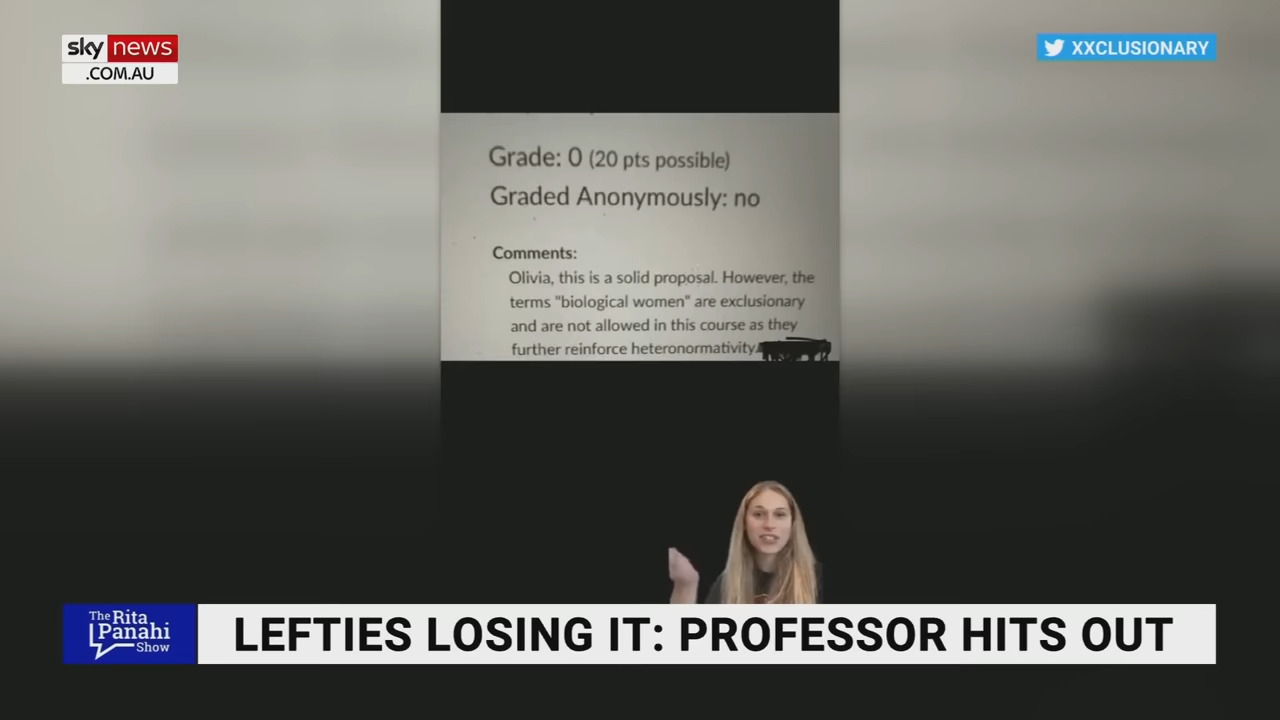 sky news
.COM.AU
XXCLUSIONARY
Grade: 0 (20 pts possible)
Graded Anonymously: no
Comments:
Olivia, this is a solid proposal. However, the
terms "biological women" are exclusionary
and are not allowed in this course as they
further reinforce heteronormativity.
The Rita
Panahi
Show
LEFTIES LOSING IT: PROFESSOR HITS OUT